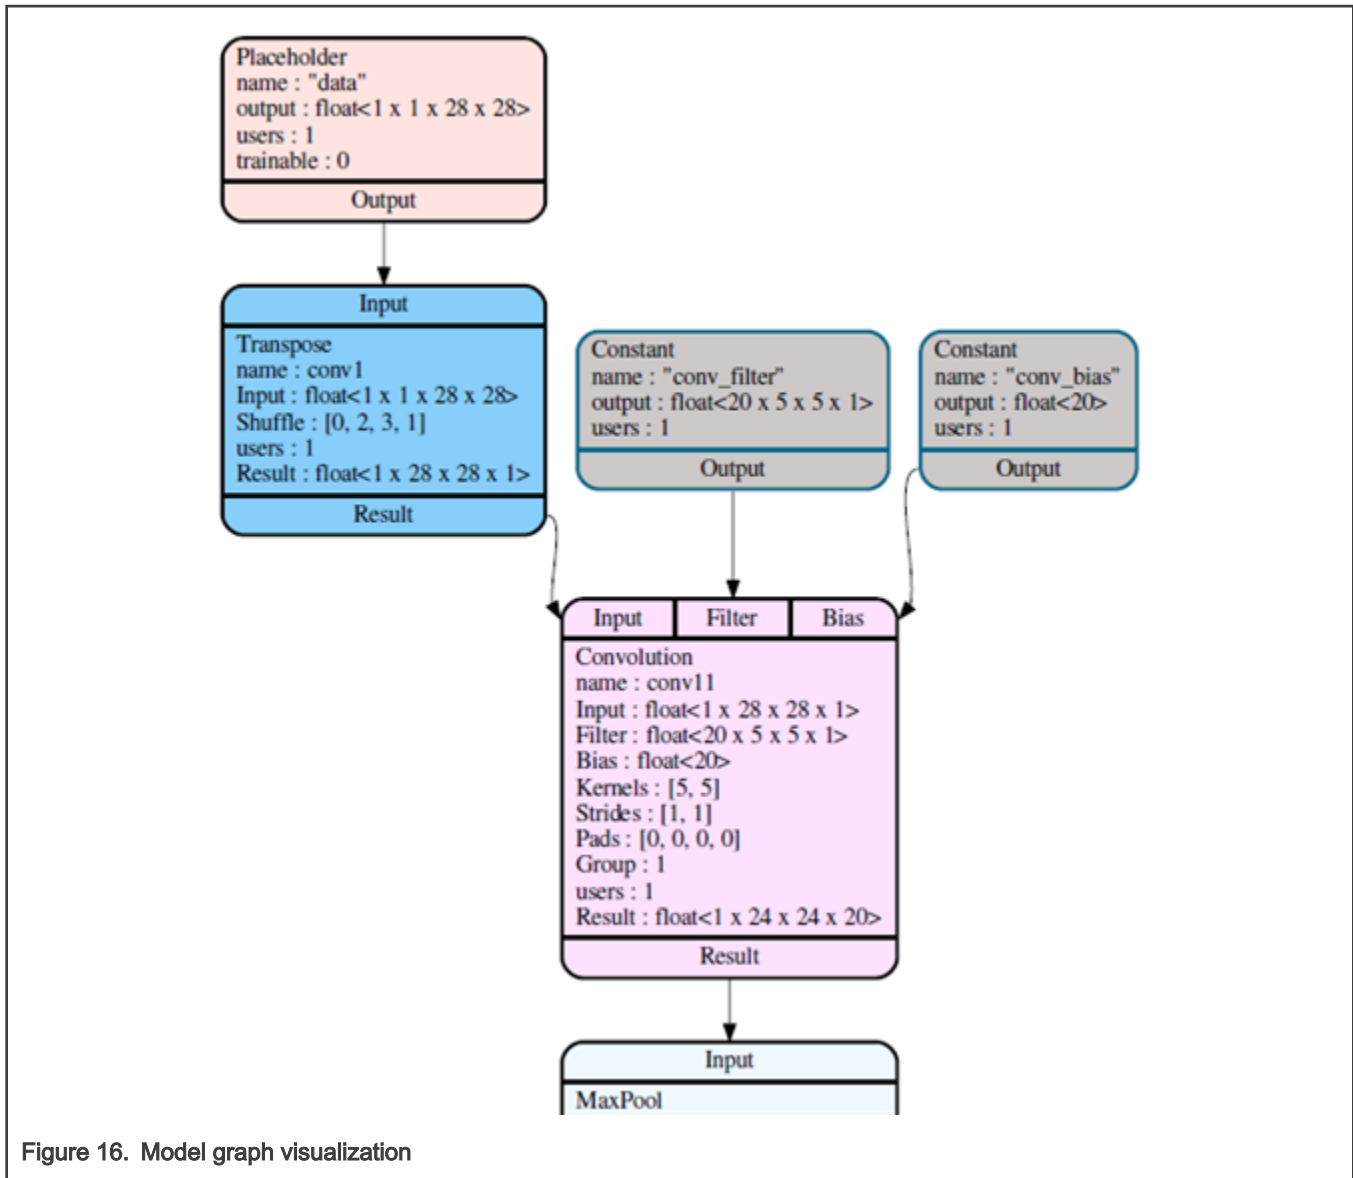 Placeholder
name : "data"
output : float<1 x 1 x 28 x 28>
users : 1
trainable : 0
Output
Input
Transpose
name : conv1
Input : float<1 x 1 x 28 x 28>
Shuffle : [0, 2, 3, 1]
users : 1
Result : float<1 x 28 x 28 x 1>
Result
Constant
name : "conv_filter"
output : float<20 x 5 x 5 x 1>
users : 1
Output
Constant
name : "conv_bias"
output : float<20>
users : 1
Output
Input Filter Bias
Convolution
name : conv11
Input : float<1 x 28 x 28 x 1>
Filter : float<20 x 5 x 5 x 1>
Bias : float<20>
Kernels : [5, 5]
Strides : [1, 1]
Pads : [0, 0, 0, 0]
Group : 1
users : 1
Result : float<1 x 24 x 24 x 20>
Result
Input
MaxPool
Figure 16. Model graph visualization